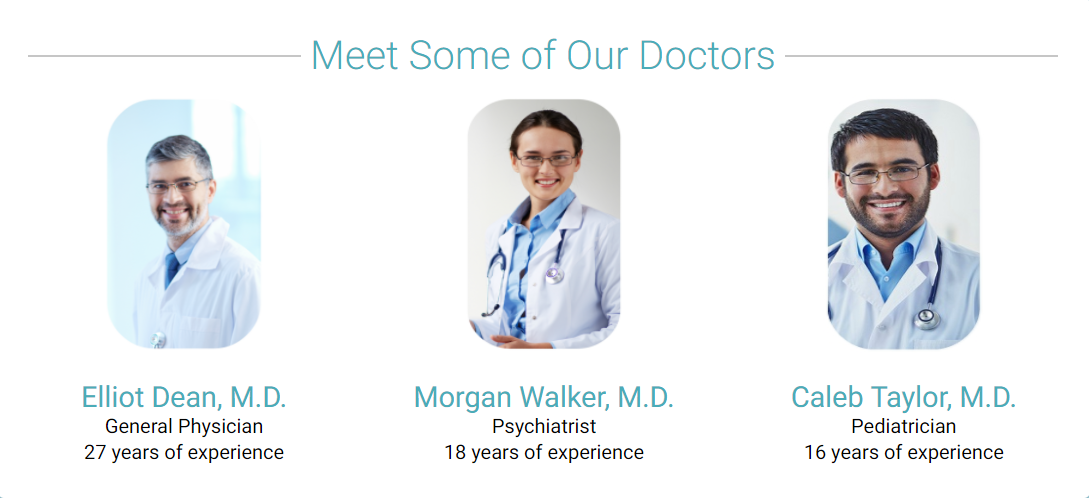 Meet Some of Our Doctors
Elliot Dean, M.D.
General Physician
27 years of experience
Morgan Walker, M.D.
Psychiatrist
18 years of experience
Caleb Taylor, M.D.
Pediatrician
16 years of experience